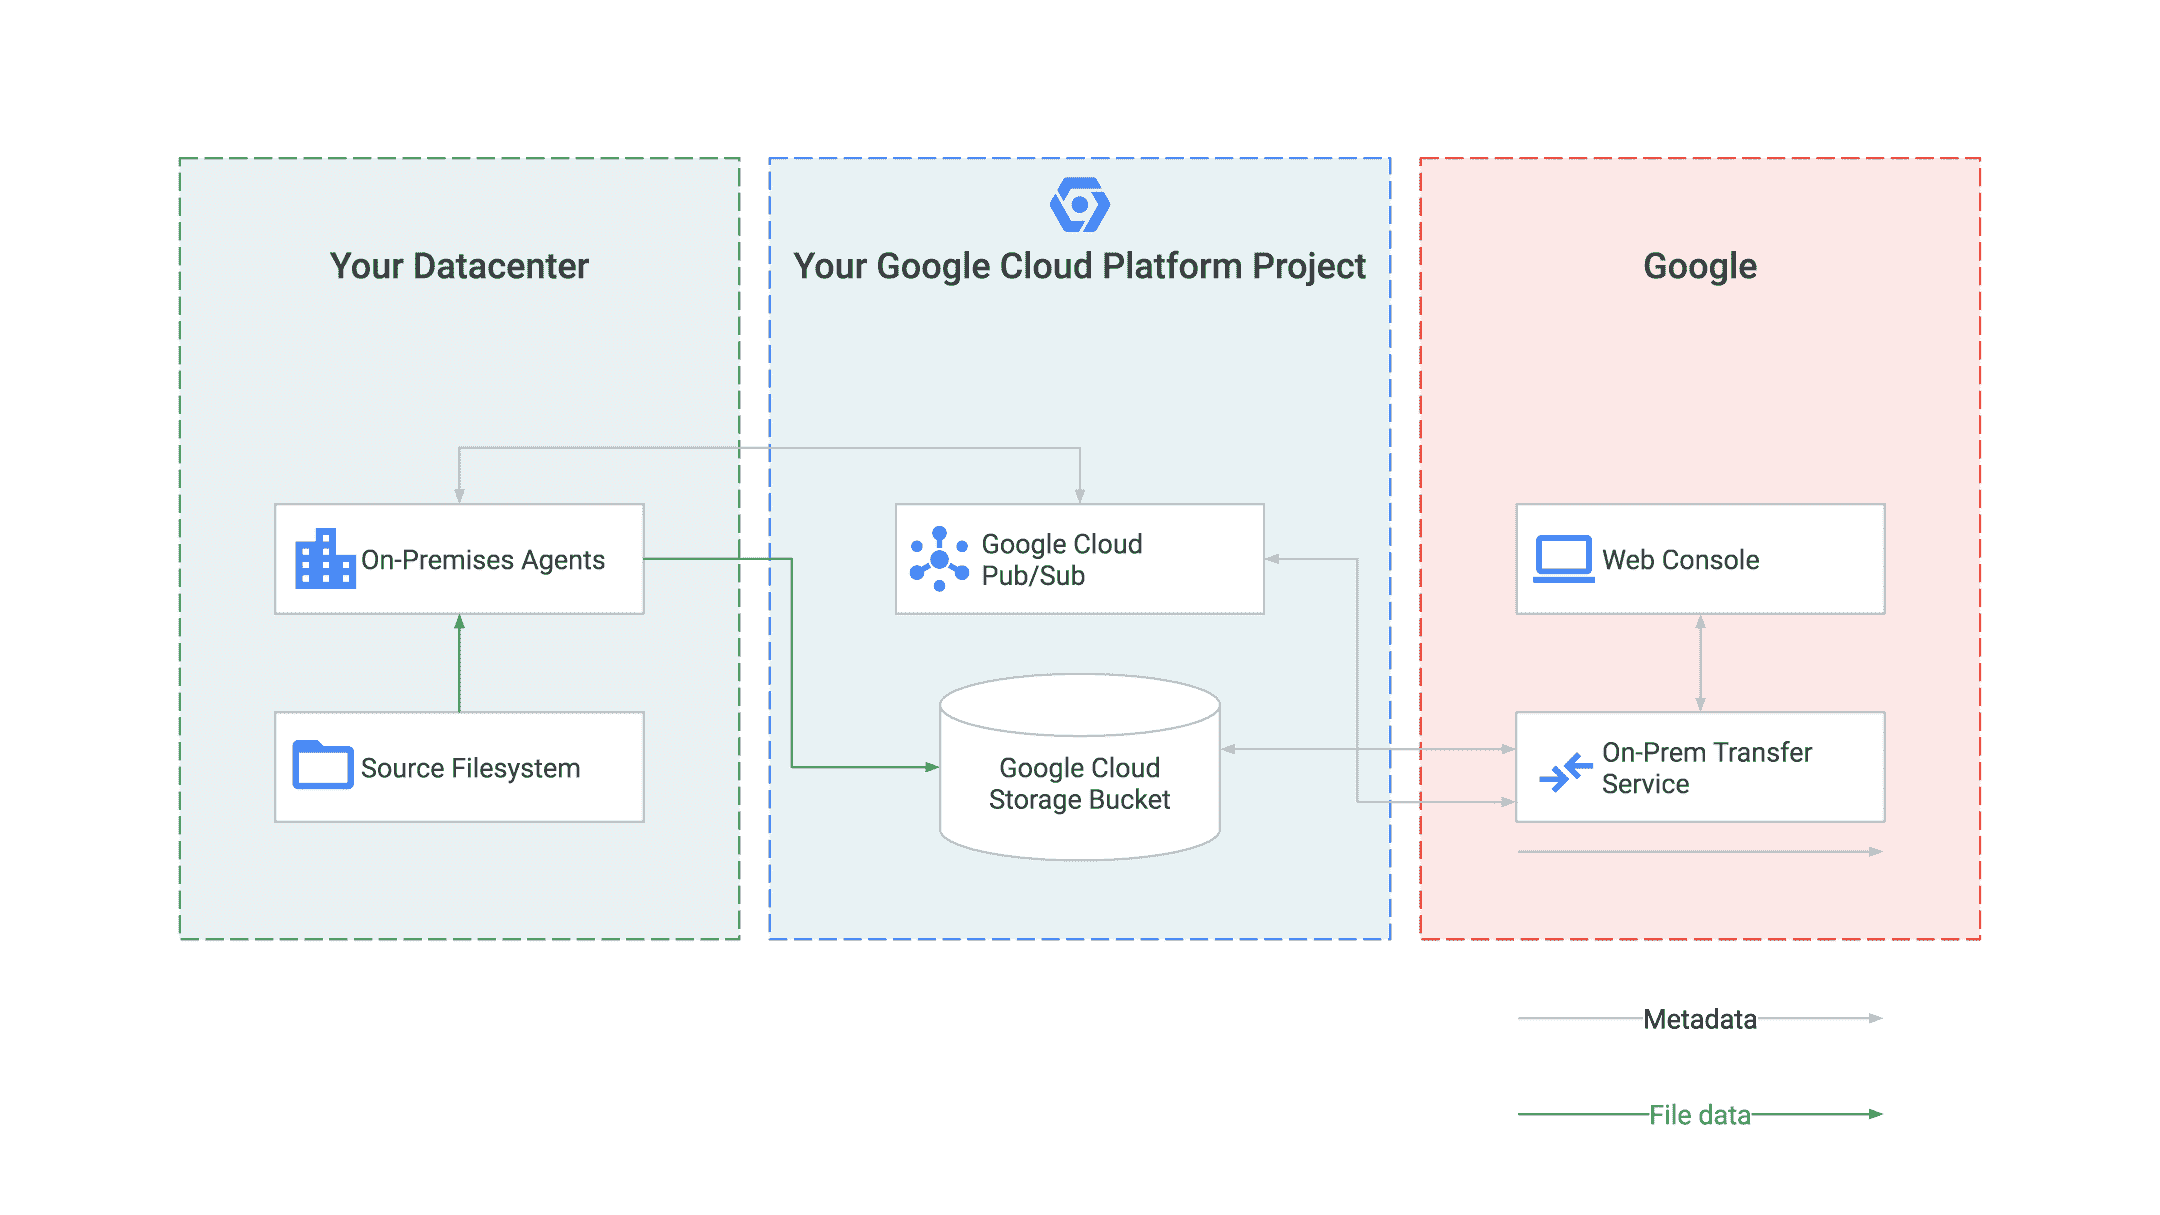 Your Datacenter
Your Google Cloud Platform Project
Google
On-Premises Agents
Google Cloud
Pub/Sub
Web Console
Source Filesystem
Google Cloud
Storage Bucket
On-Prem Transfer
Service
Metadata
File data